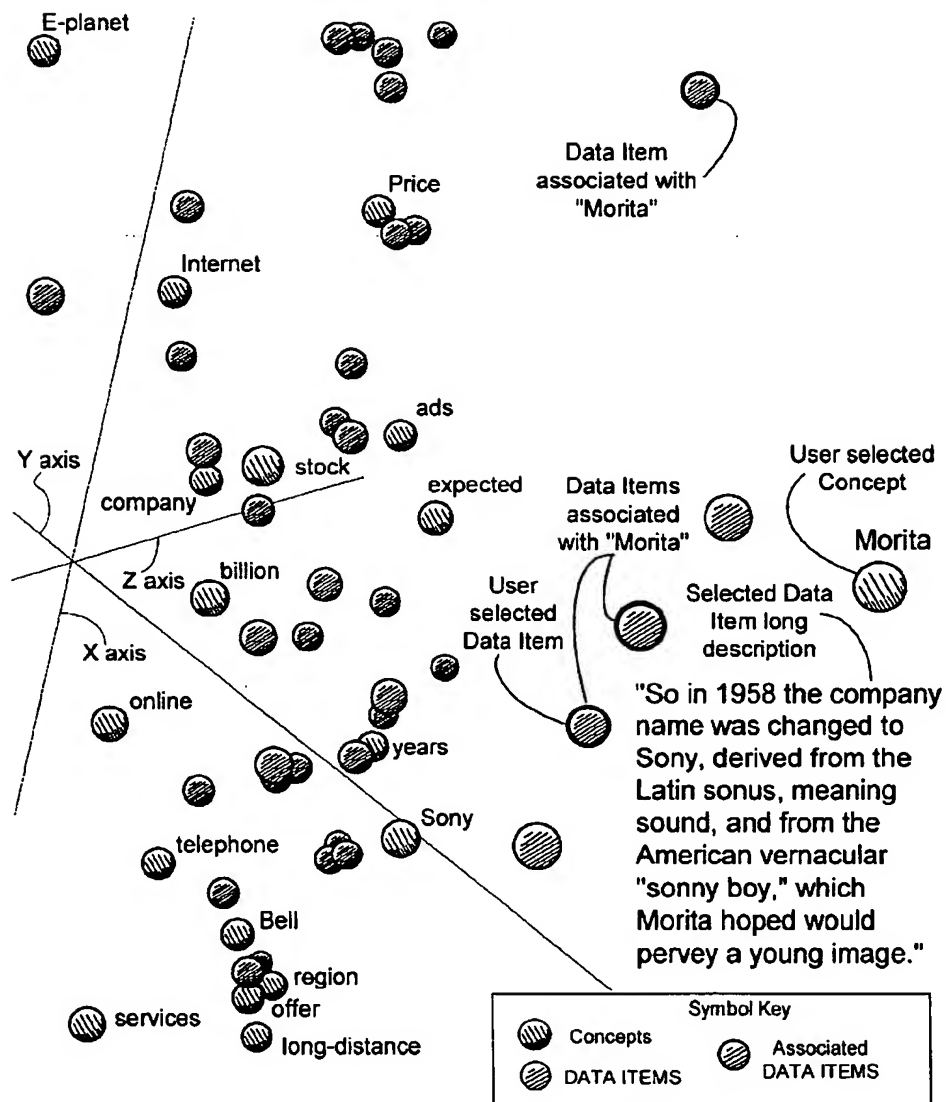 E-planet
Data Item
associated with
"Morita"
Price
Internet
ads
Y axis
stock
company
expected
Data Items
associated
with "Morita"
User selected
Concept
Morita
Z axis
billion
User
selected
Data Item
Selected Data
Item long
description
X axis
"So in 1958 the company
name was changed to
Sony, derived from the
Latin sonus, meaning
sound, and from the
American vernacular
"sonny boy," which
Morita hoped would
pervey a young image."
online
years
Sony
telephone
Bell
region
offer
services
long-distance
Symbol Key
Concepts
DATA ITEMS
Associated
DATA ITEMS